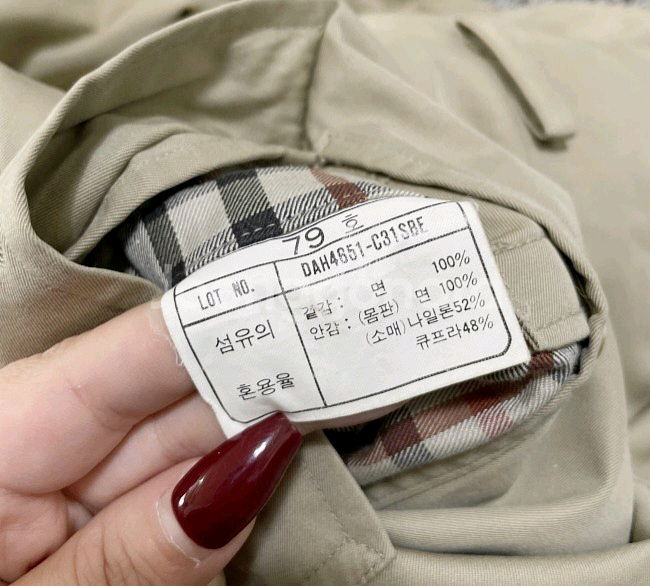 79 호
LOT NO. DAH4651-C31SBE
섬유의
혼용율
겉감 : 면 100%
안감 : (몸판) 면 100%
(소매) 나일론52%
큐프라48%